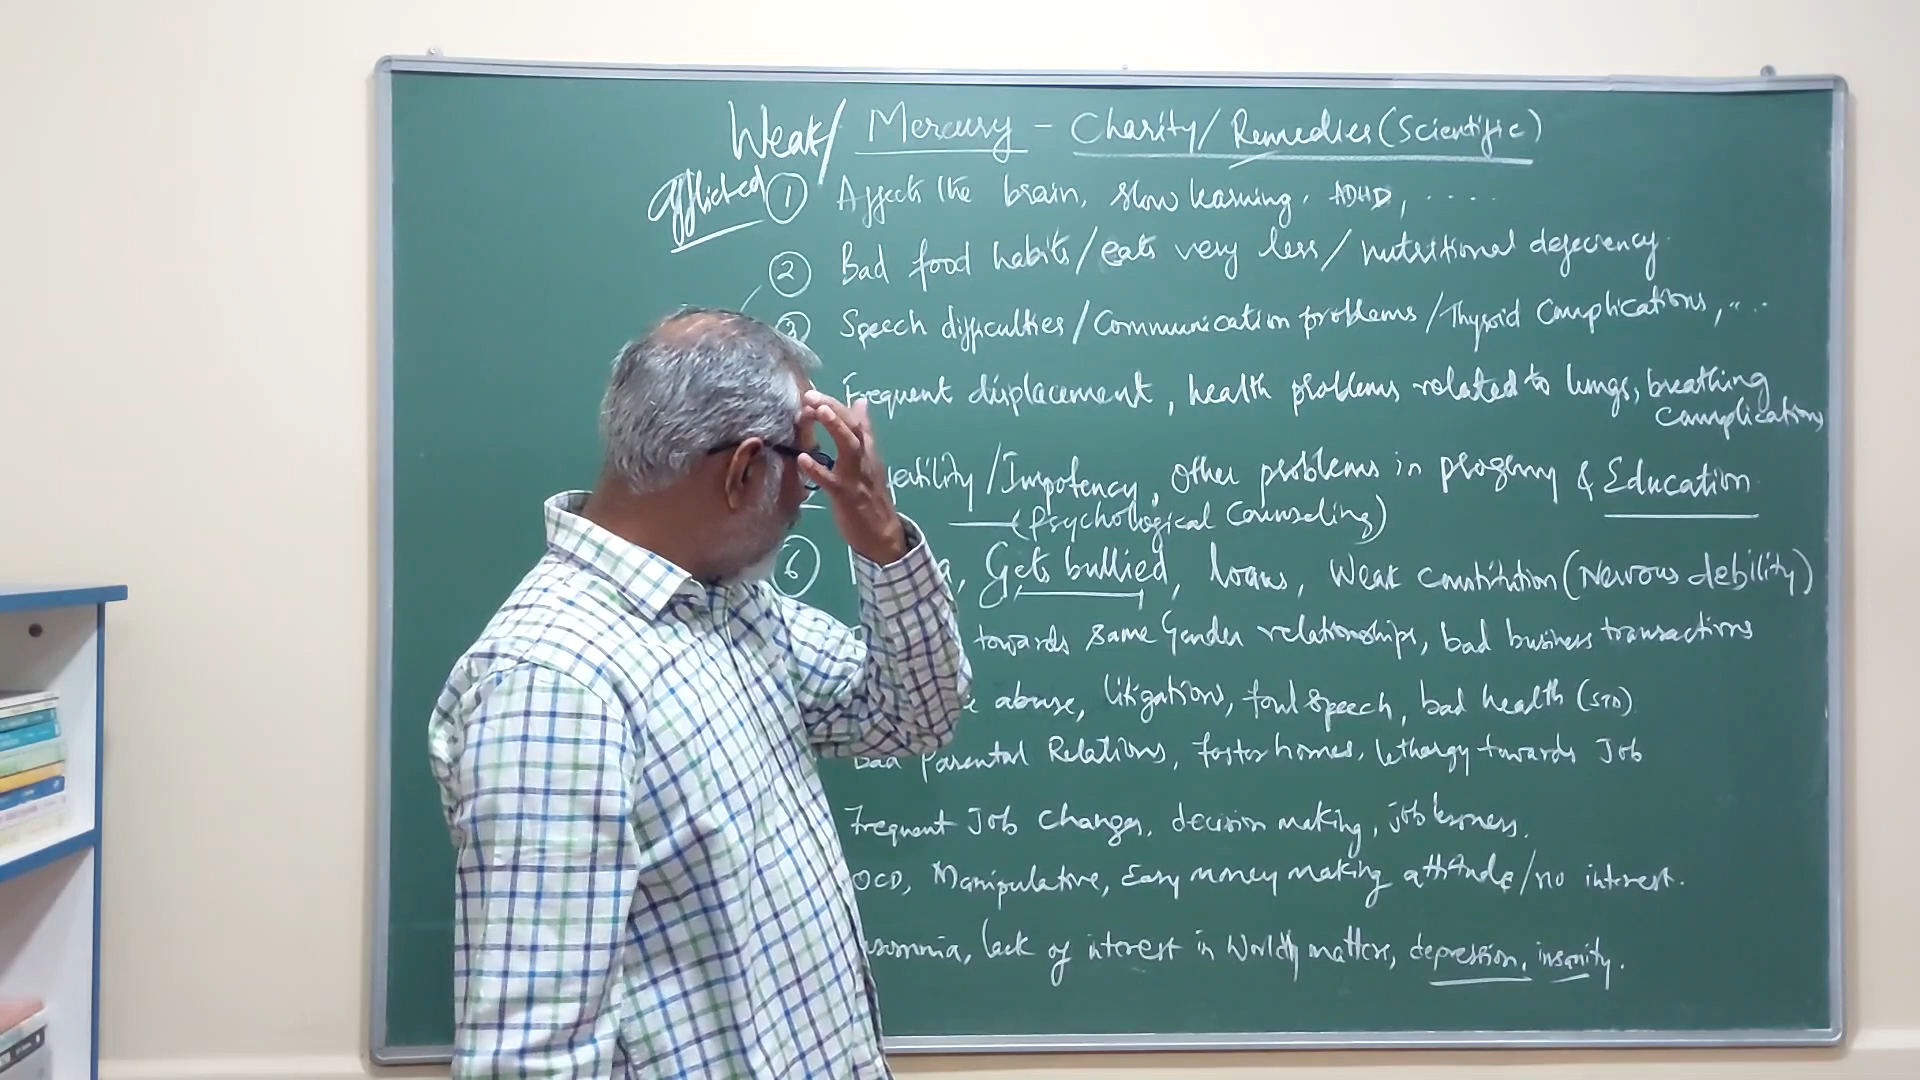 Weak/ Mercury - Charity/Remedies (Scientific)
afflicted
① Affects the brain, slow learning, ADHD, .....
② Bad food habits/eats very less/nutritional defeciency.
③ Speech difficulties/Communication problems/Thyroid Complications, ....
Frequent displacement, health problems related to lungs, breathing
complications
fertility/Impotency, Other problems in progeny & Education
(Psychological Counseling)
⑥ Gets bullied, loans, Weak constitution (Nervous debility)
towards same Gender relationships, bad business transactions
abuse, litigations, foul speech, bad health (STD)
Bad Parental Relations, foster homes, lethargy towards Job
Frequent Job changes, decision making, joblessness.
OCD, Manipulative, Easy money making attitude/no interest.
lack of interest in Worldly matters, depression, insanity.